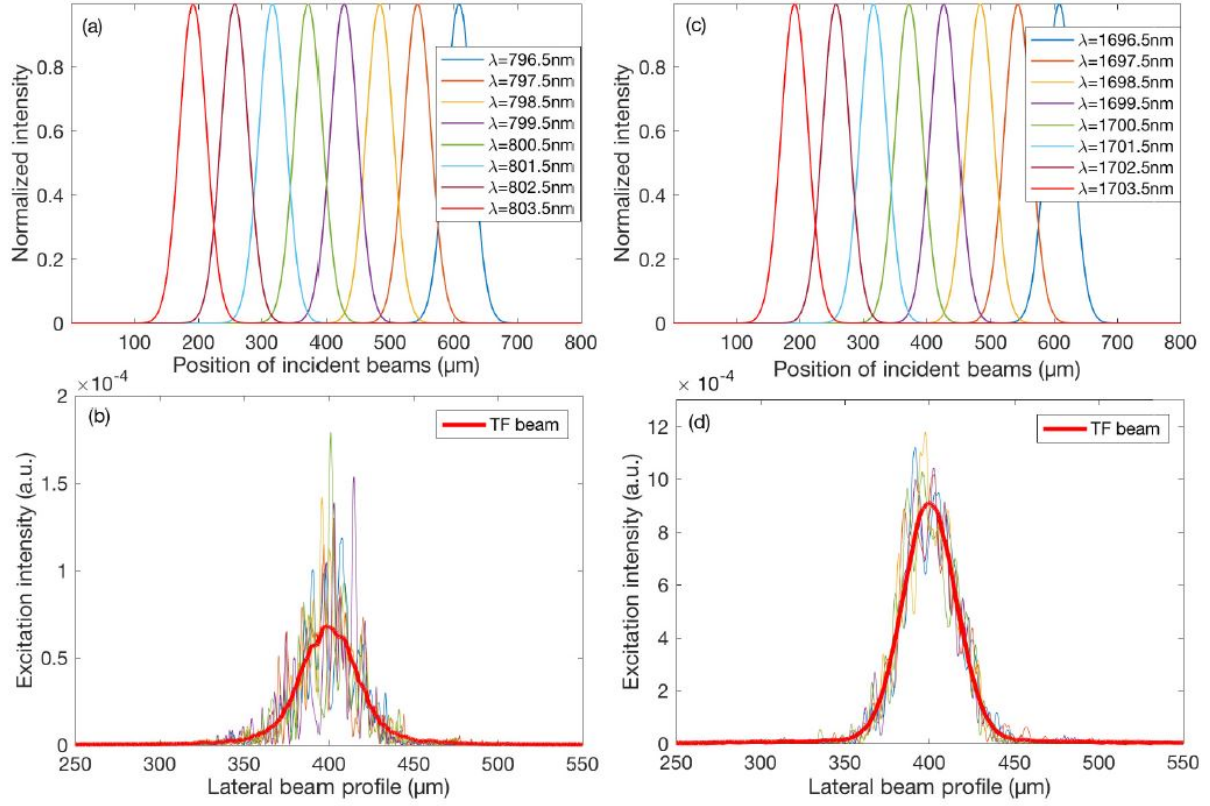 (a)
λ=796.5nm
λ=797.5nm
λ=798.5nm
λ=799.5nm
λ=800.5nm
λ=801.5nm
λ=802.5nm
λ=803.5nm
Normalized intensity
0.8
0.6
0.4
0.2
0
100 200 300 400 500 600 700 800
Position of incident beams (μm)
(c)
λ=1696.5nm
λ=1697.5nm
λ=1698.5nm
λ=1699.5nm
λ=1700.5nm
λ=1701.5nm
λ=1702.5nm
λ=1703.5nm
Normalized intensity
0.8
0.6
0.4
0.2
0
100 200 300 400 500 600 700 800
Position of incident beams (μm)
× 10⁻⁴
(b)
TF beam
Excitation intensity (a.u.)
2
1.5
1
0.5
0
250 300 350 400 450 500 550
Lateral beam profile (μm)
× 10⁻⁴
(d)
TF beam
Excitation intensity (a.u.)
12
10
8
6
4
2
0
250 300 350 400 450 500 550
Lateral beam profile (μm)